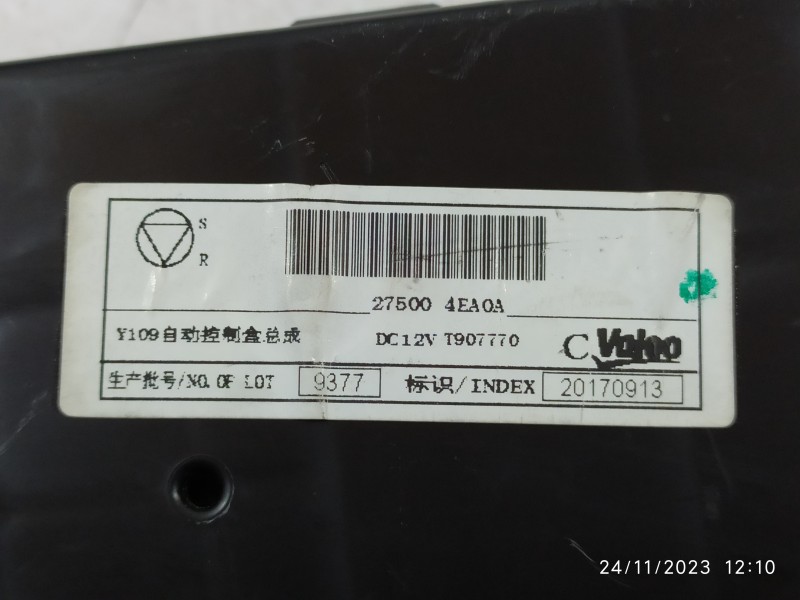 S
R
27500 4EA0A
Y109自动控制盒总成 DC12V T907770 C Valeo
生产批号/NO.OF LOT 9377 标识/INDEX 20170913
24/11/2023 12:10